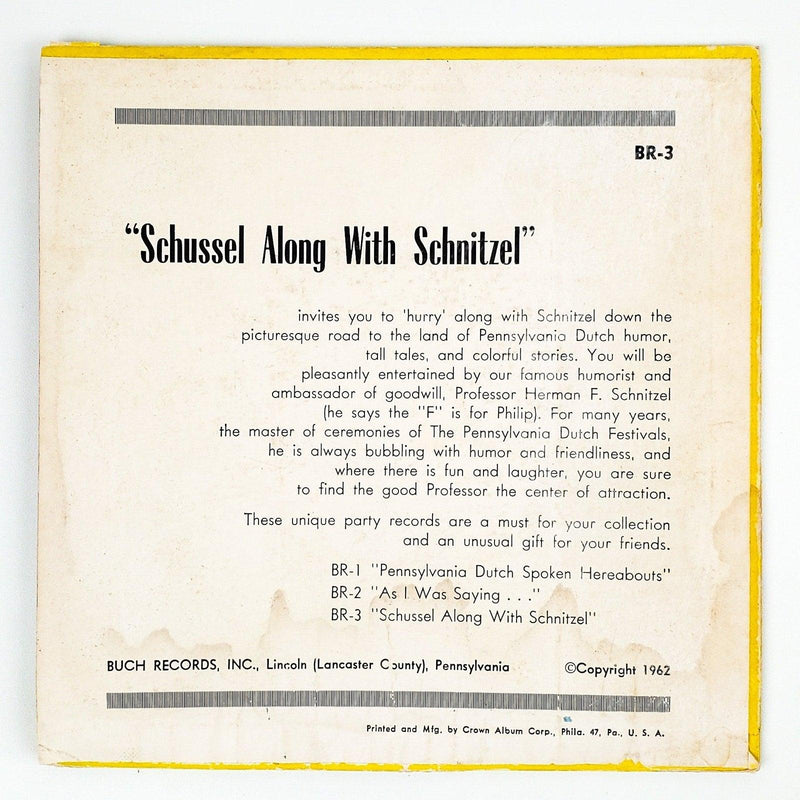 BR-3
“Schussel Along With Schnitzel”
invites you to 'hurry' along with Schnitzel down the
picturesque road to the land of Pennsylvania Dutch humor,
tall tales, and colorful stories. You will be
pleasantly entertained by our famous humorist and
ambassador of goodwill, Professor Herman F. Schnitzel
(he says the "F" is for Philip). For many years,
the master of ceremonies of The Pennsylvania Dutch Festivals,
he is always bubbling with humor and friendliness, and
where there is fun and laughter, you are sure
to find the good Professor the center of attraction.
These unique party records are a must for your collection
and an unusual gift for your friends.
BR-1 "Pennsylvania Dutch Spoken Hereabouts"
BR-2 "As I Was Saying . . ."
BR-3 "Schussel Along With Schnitzel"
BUCH RECORDS, INC., Lincoln (Lancaster County), Pennsylvania ©Copyright 1962
Printed and Mfg. by Crown Album Corp., Phila. 47, Pa., U. S. A.